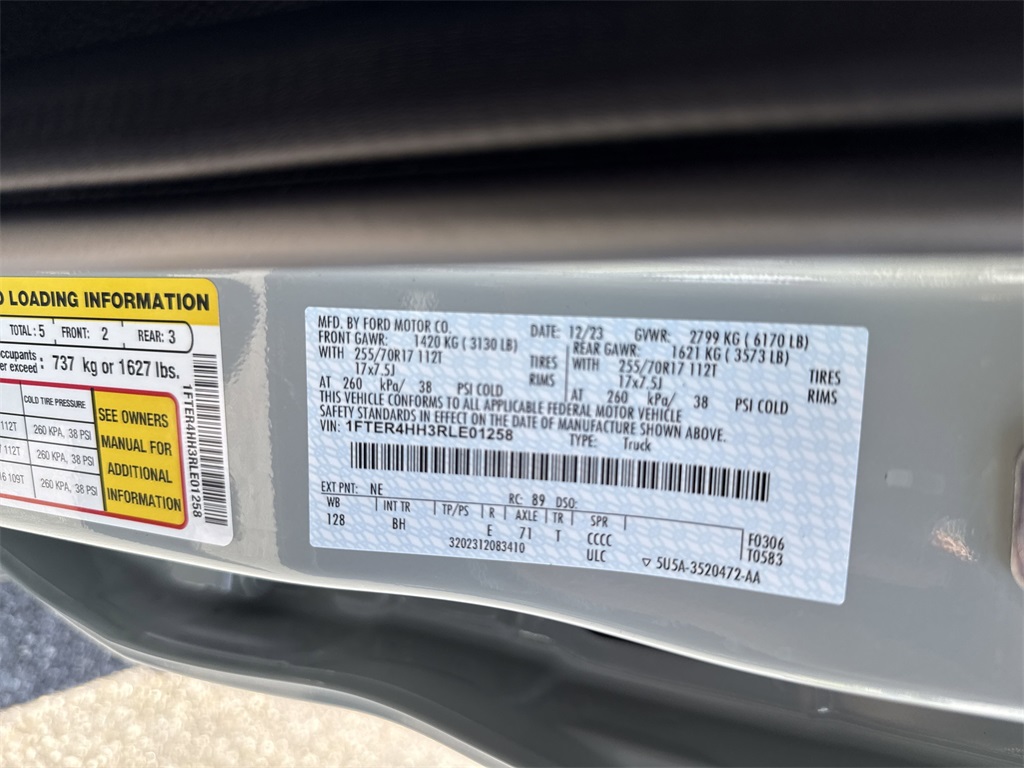 LOADING INFORMATION
TOTAL: 5 FRONT: 2 REAR: 3
737 kg or 1627 lbs.
COLD TIRE PRESSURE
112T 260 KPA, 38 PSI
112T 260 KPA, 38 PSI
109T 260 KPA, 38 PSI
SEE OWNERS
MANUAL FOR
ADDITIONAL
INFORMATION
1FTER4HH3RLE01258
MFD. BY FORD MOTOR CO. DATE: 12/23 GVWR: 2799 KG (6170 LB)
FRONT GAWR: 1420 KG (3130 LB) REAR GAWR: 1621 KG (3573 LB)
WITH 255/70R17 112T TIRES WITH 255/70R17 112T TIRES
17x7.5J RIMS 17x7.5J RIMS
AT 260 kPa/ 38 PSI COLD AT 260 kPa/ 38 PSI COLD
THIS VEHICLE CONFORMS TO ALL APPLICABLE FEDERAL MOTOR VEHICLE
SAFETY STANDARDS IN EFFECT ON THE DATE OF MANUFACTURE SHOWN ABOVE.
VIN: 1FTER4HH3RLE01258 TYPE: Truck
EXT PNT: NE RC: 89 DSO:
WB INT TR TP/PS R AXLE TR SPR
128 BH E 71 T CCCC F0306
3202312083410 ULC T0583
▽ 5U5A-3520472-AA